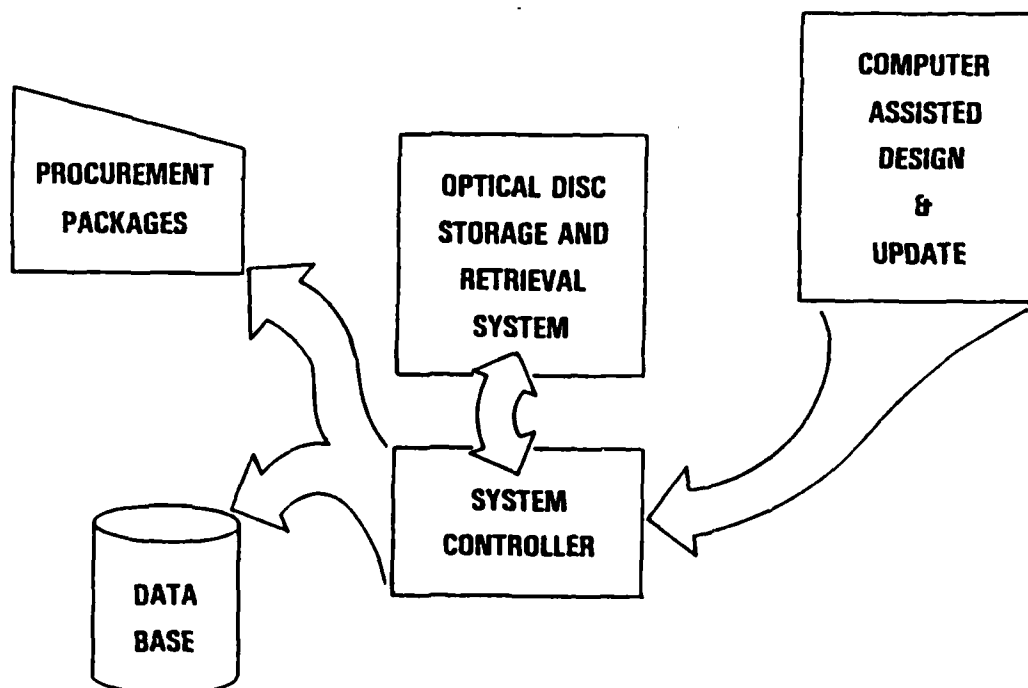 PROCUREMENT
PACKAGES
OPTICAL DISC
STORAGE AND
RETRIEVAL
SYSTEM
COMPUTER
ASSISTED
DESIGN
&
UPDATE
SYSTEM
CONTROLLER
DATA
BASE